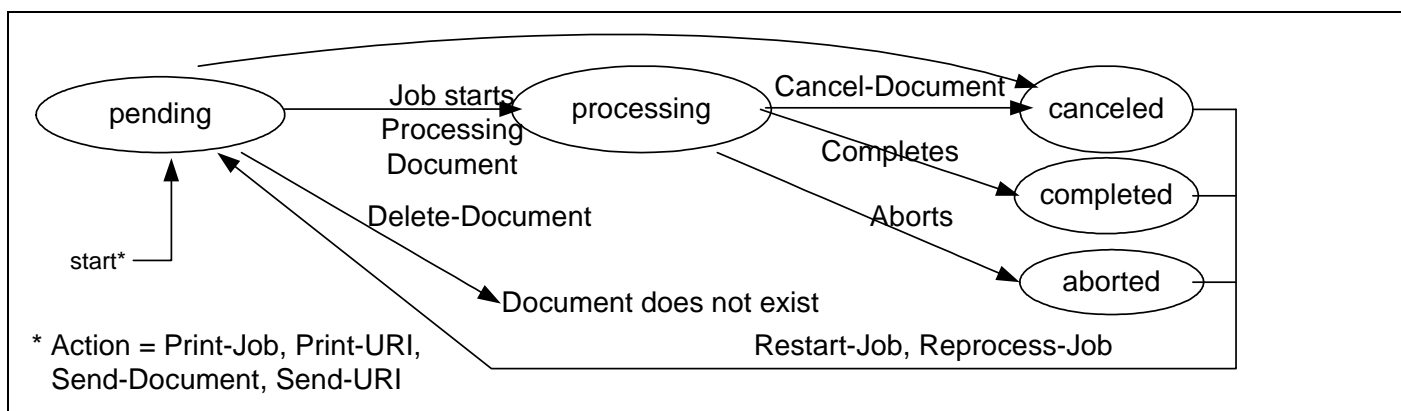 pending
Job starts
Processing
Document
processing
Cancel-Document
canceled
Completes
completed
Delete-Document
Aborts
start*
aborted
Document does not exist
* Action = Print-Job, Print-URI,
Send-Document, Send-URI
Restart-Job, Reprocess-Job